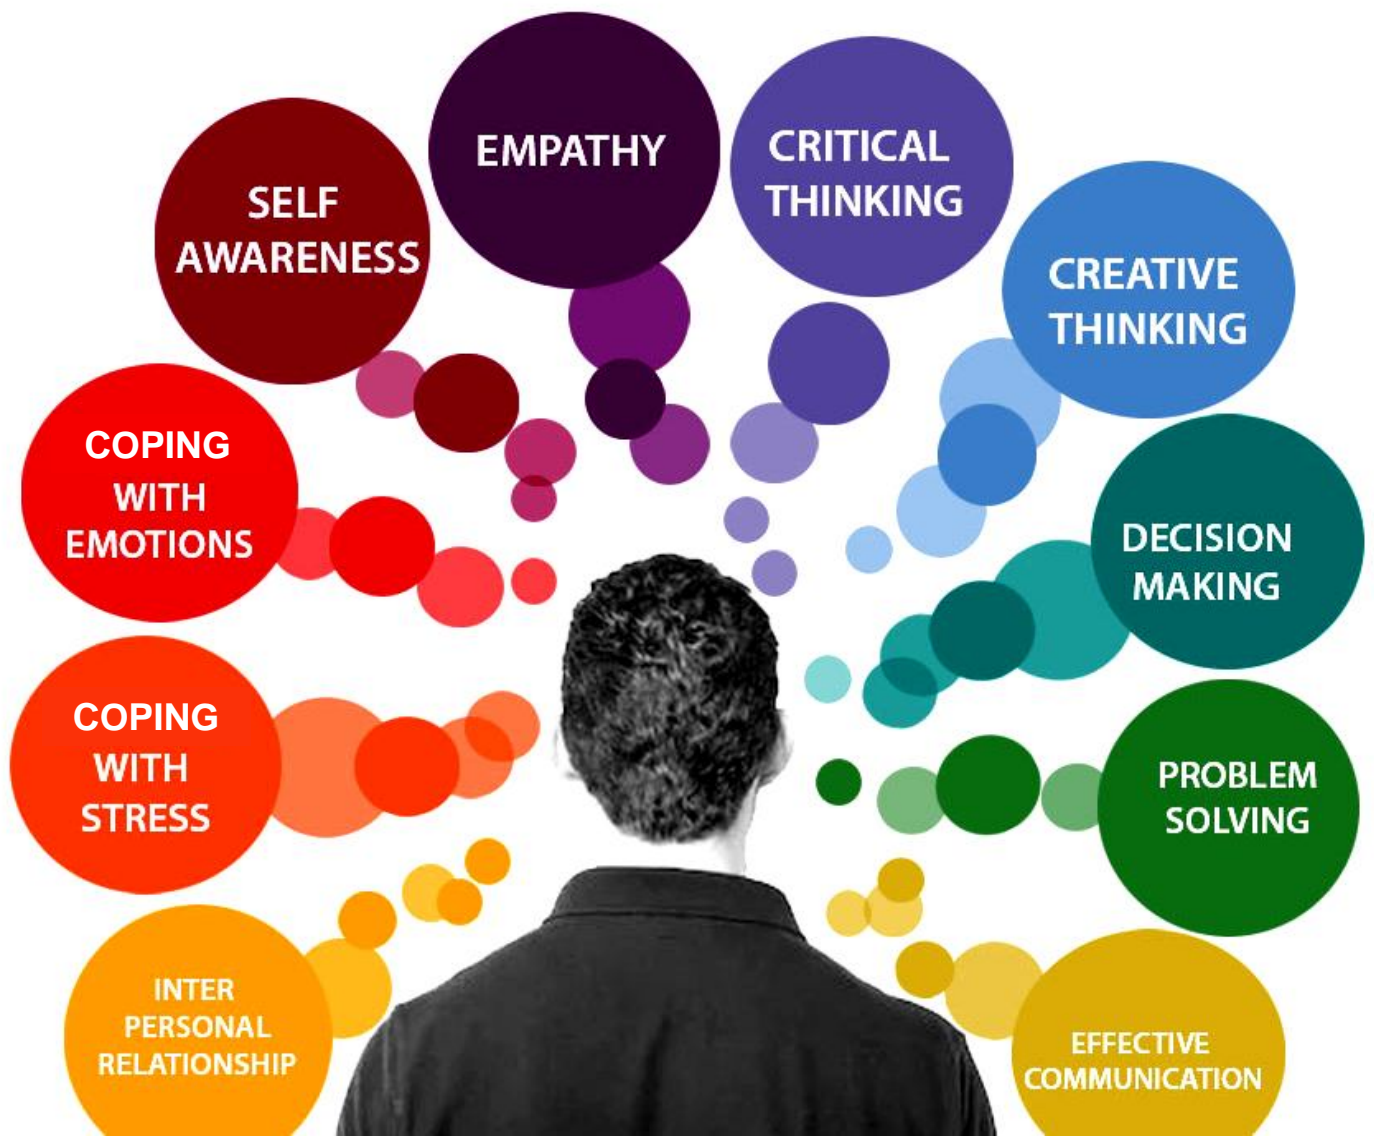 EMPATHY
CRITICAL
THINKING
SELF
AWARENESS
CREATIVE
THINKING
COPING
WITH
EMOTIONS
DECISION
MAKING
COPING
WITH
STRESS
PROBLEM
SOLVING
INTER
PERSONAL
RELATIONSHIP
EFFECTIVE
COMMUNICATION